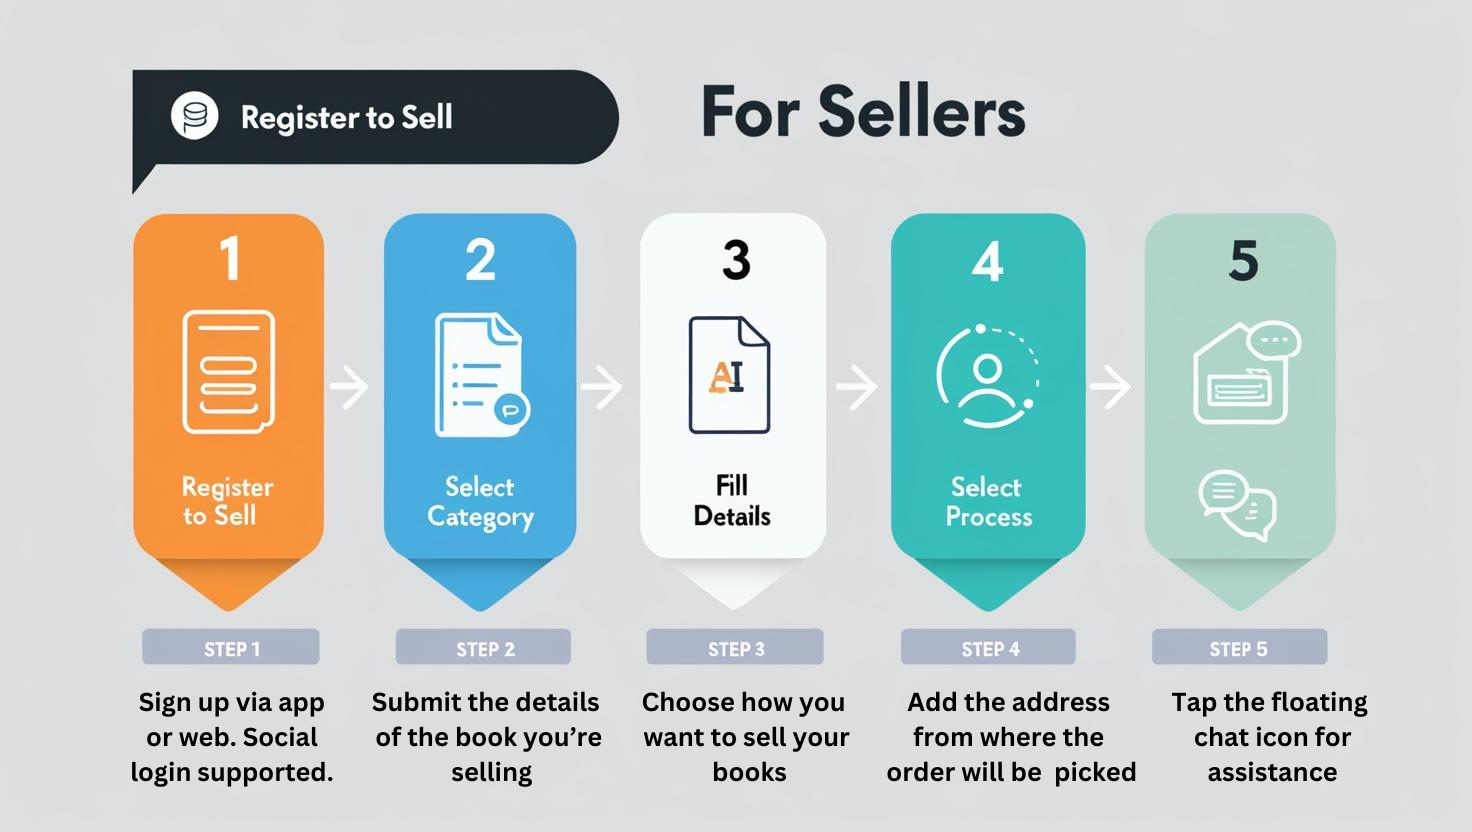 Register to Sell
For Sellers
1
2
3
4
5
AI
Register
to Sell
Select
Category
Fill
Details
Select
Process
STEP 1
STEP 2
STEP 3
STEP 4
STEP 5
Sign up via app
or web. Social
login supported.
Submit the details
of the book you're
selling
Choose how you
want to sell your
books
Add the address
from where the
order will be picked
Tap the floating
chat icon for
assistance